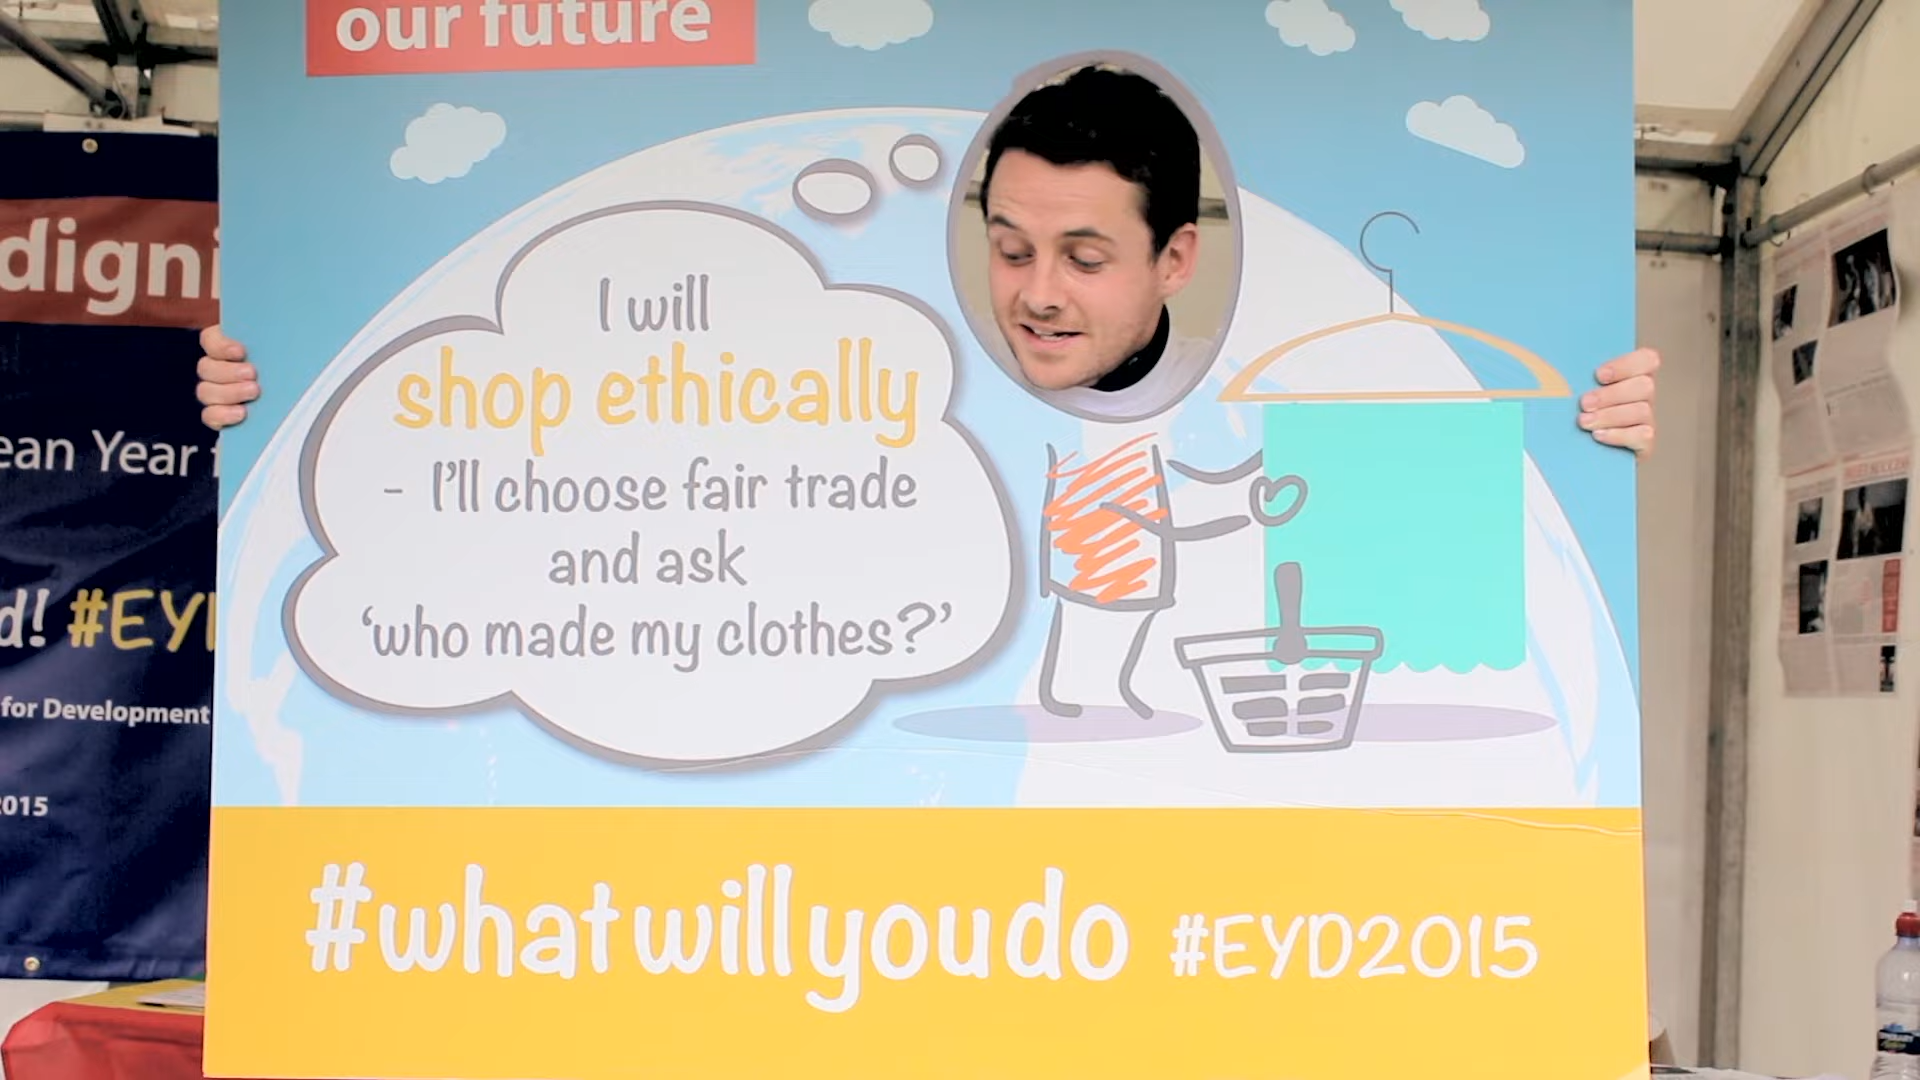 our future
I will
shop ethically
- I'll choose fair trade
and ask
'who made my clothes?'
#whatwillyoudo #EYD2015
digni
ean Year f
d! #EY
for Development
2015